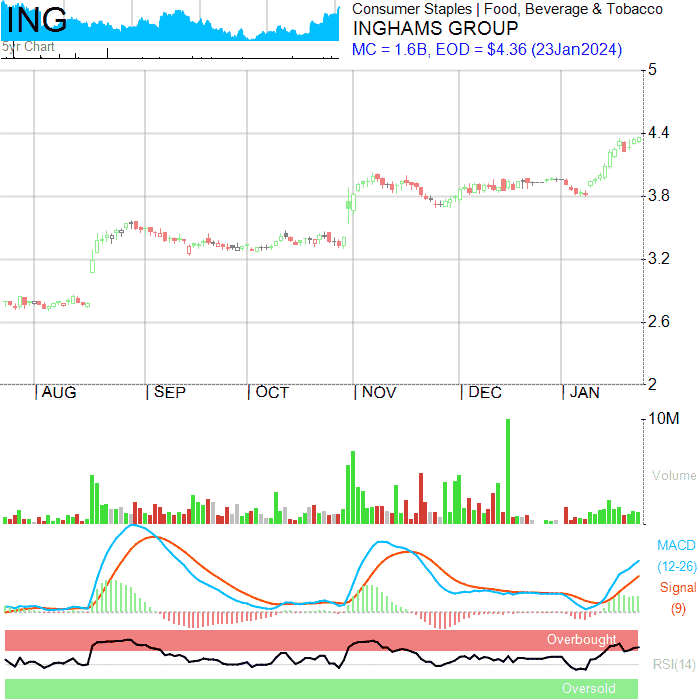 ING
5yr Chart
Consumer Staples | Food, Beverage & Tobacco
INGHAMS GROUP
MC = 1.6B, EOD = $4.36 (23Jan2024)
5
4.4
3.8
3.2
2.6
2
AUG SEP OCT NOV DEC JAN
10M
Volume
MACD
(12-26)
Signal
(9)
Overbought
RSI(14)
Oversold